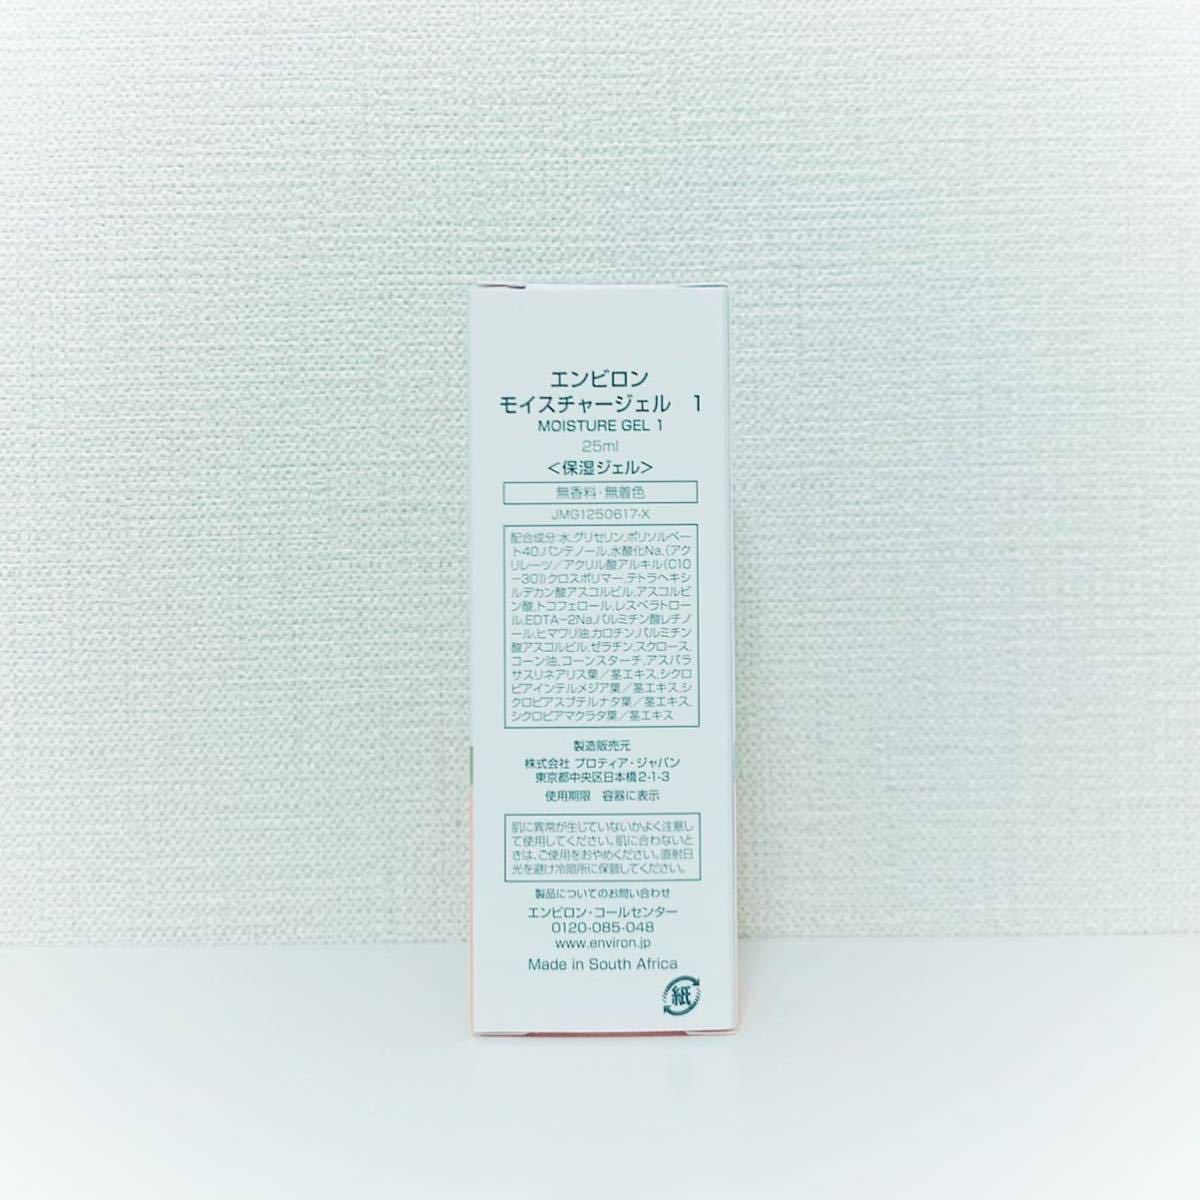 エンビロン
モイスチャージェル 1
MOISTURE GEL 1
25ml
<保湿ジェル>
無香料・無着色
JMG1250617-X
配合成分:水,グリセリン,ポリソルベー
ト40,パンテノール,水酸化Na,(アク
リレーツ/アクリル酸アルキル(C10
-30))クロスポリマー,テトラヘキシ
ルデカン酸アスコルビル,アスコルビ
ン酸,トコフェロール,レスベラトロー
ル,EDTA-2Na,パルミチン酸レチノ
ール,ヒマワリ油,カロチン,パルミチン
酸アスコルビル,ゼラチン,スクロース,
コーン油,コーンスターチ,アスパラ
サスリネアリス葉/茎エキス,シクロ
ピアインテルメジア葉/茎エキス,シ
クロピアスブテルナタ葉/茎エキス,
シクロピアマクラタ葉/茎エキス
製造販売元
株式会社 プロティア・ジャパン
東京都中央区日本橋2-1-3
使用期限 容器に表示
肌に異常が生じていないかよく注意し
て使用してください。肌に合わないと
きは、ご使用をおやめください。直射日
光を避け冷暗所に保管してください。
製品についてのお問い合わせ
エンビロン・コールセンター
0120-085-048
www.environ.jp
Made in South Africa
紙